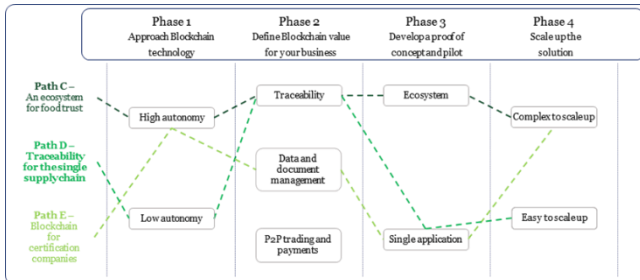 Phase 1
Approach Blockchain
technology
Phase 2
Define Blockchain value
for your business
Phase 3
Develop a proof of
concept and pilot
Phase 4
Scale up the
solution
Path C –
An ecosystem
for food trust
Path D –
Traceability
for the single
supply chain
Path E –
Blockchain
for
certification
companies
High autonomy
Low autonomy
Traceability
Data and
document
management
P2P trading and
payments
Ecosystem
Single application
Complex to scale up
Easy to scale up